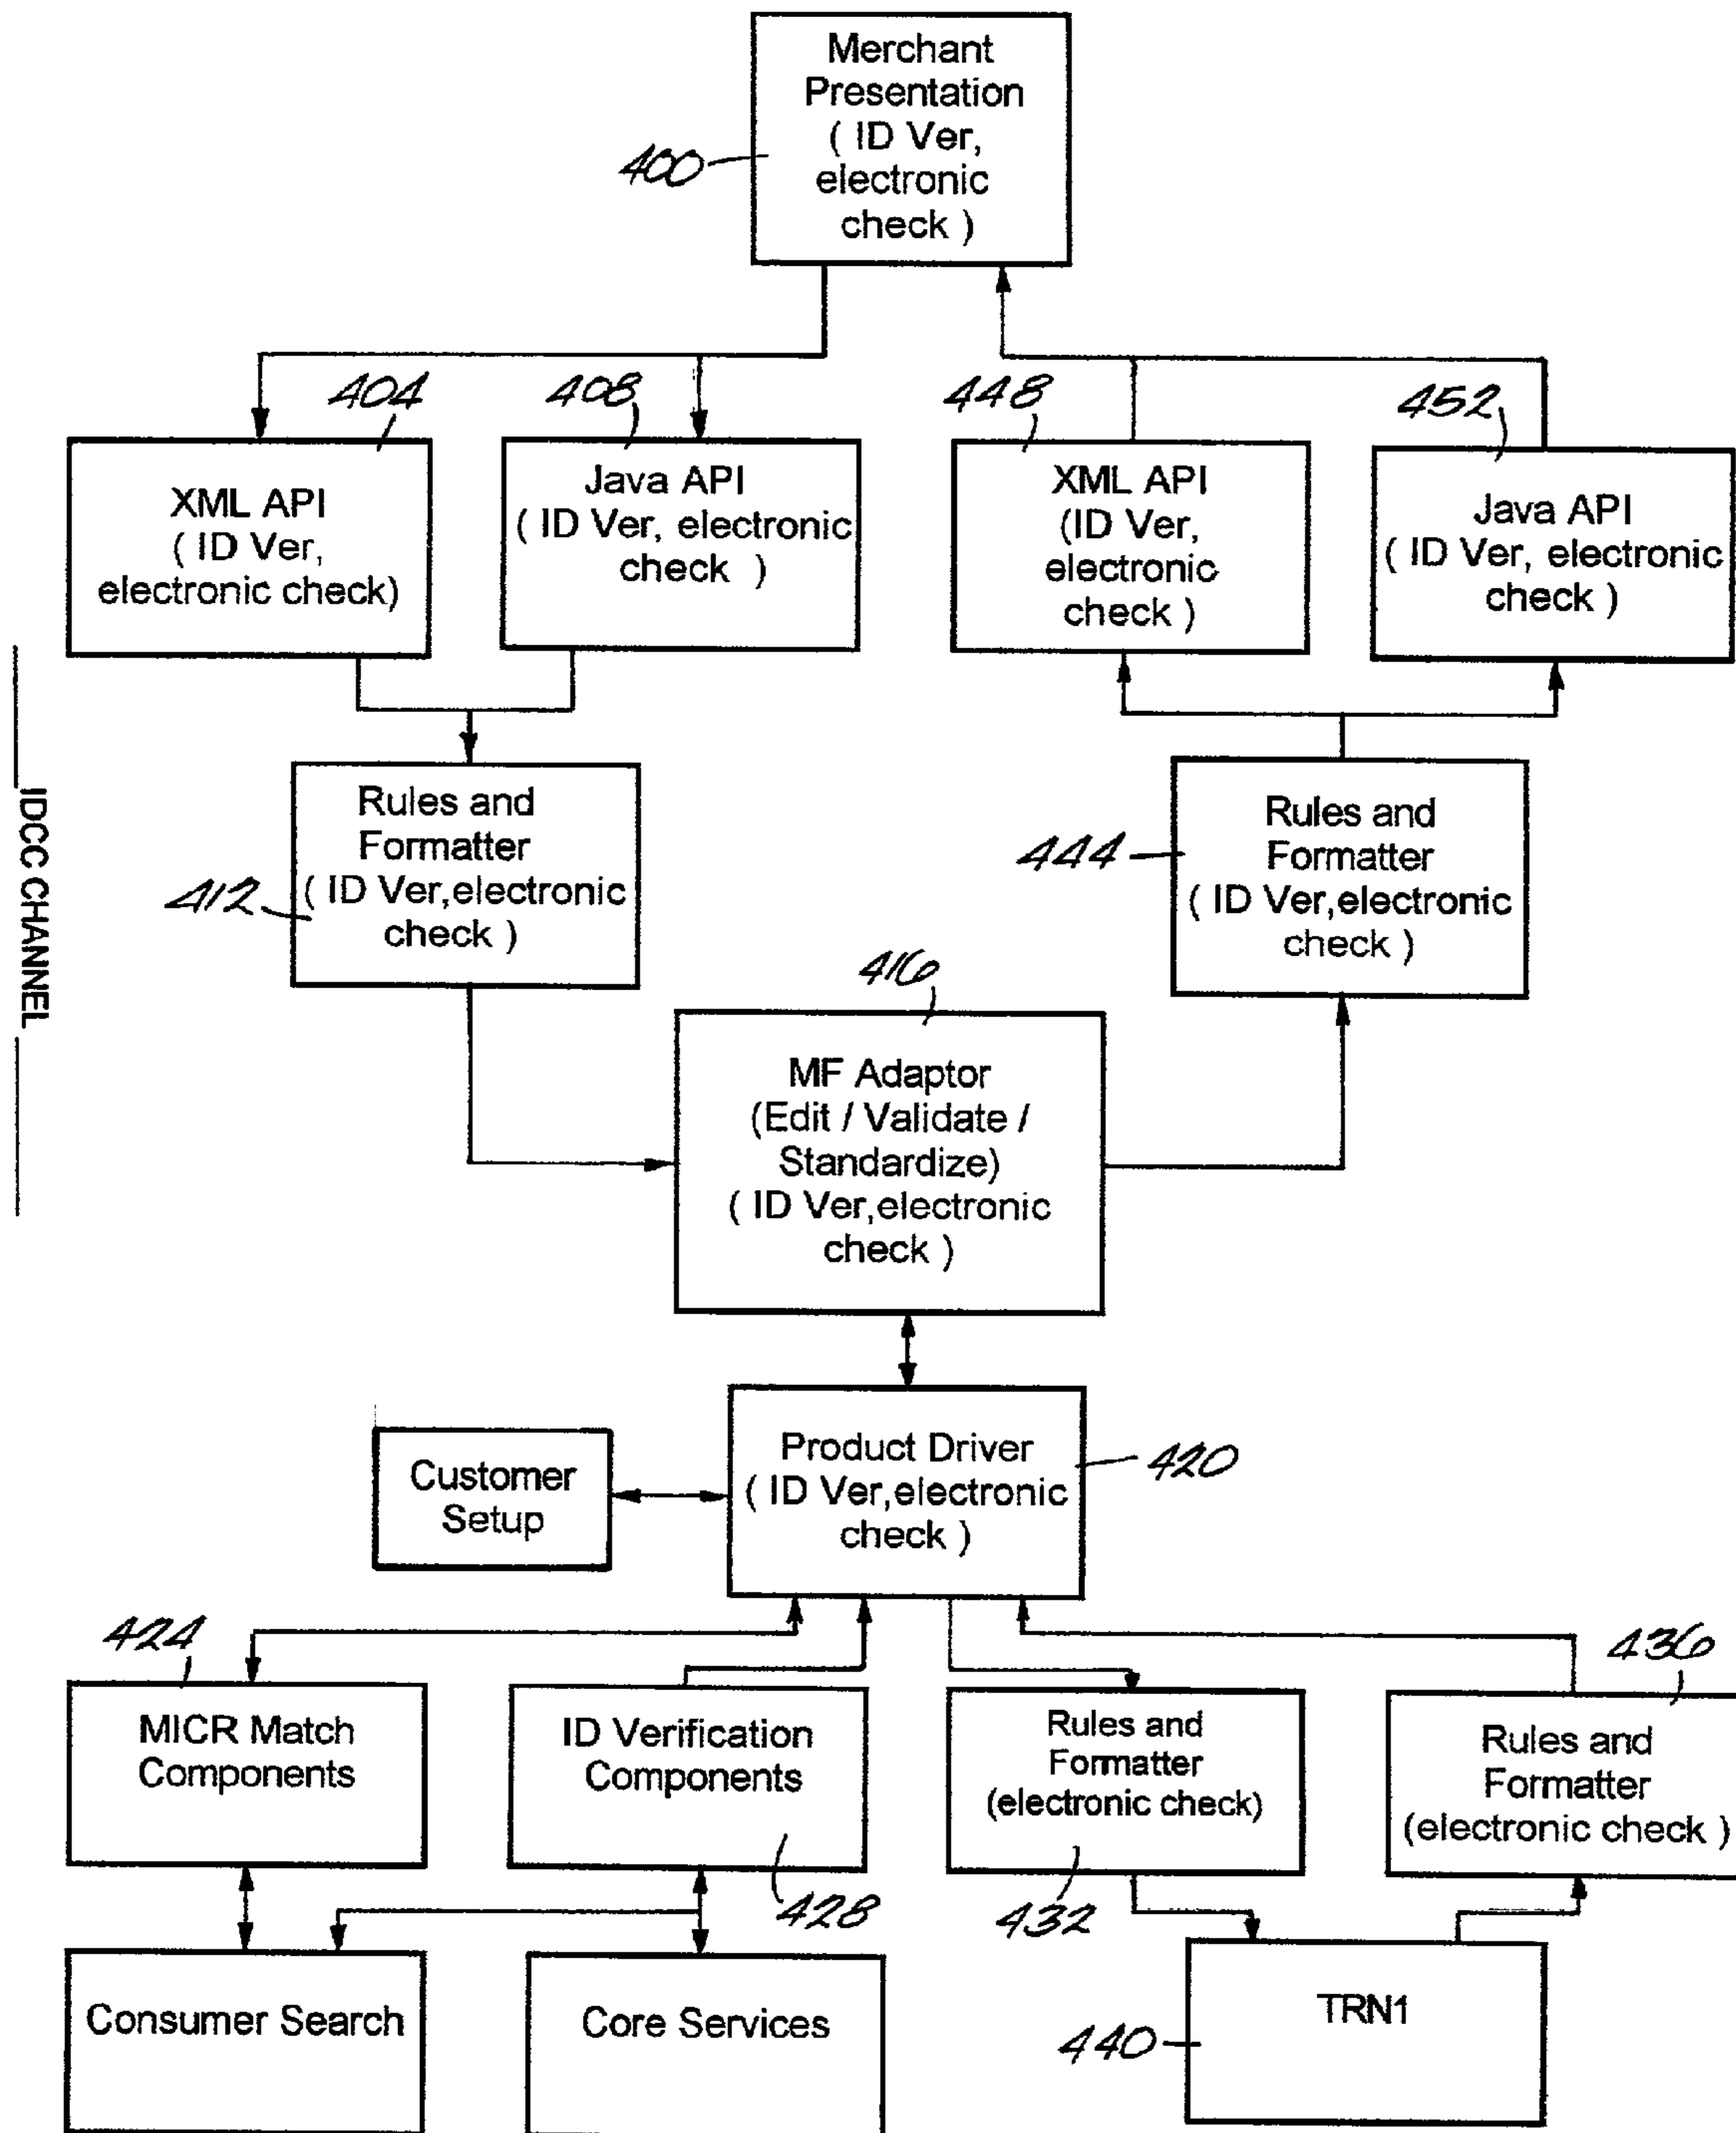 Merchant
Presentation
( ID Ver,
electronic
check )
400
404
408
448
452
XML API
( ID Ver,
electronic check)
Java API
( ID Ver, electronic
check )
XML API
(ID Ver,
electronic
check )
Java API
( ID Ver, electronic
check )
IDCC CHANNEL
Rules and
Formatter
( ID Ver,electronic
check )
412
Rules and
Formatter
( ID Ver,electronic
check )
444
416
MF Adaptor
(Edit / Validate /
Standardize)
( ID Ver,electronic
check )
Customer
Setup
Product Driver
( ID Ver,electronic
check )
420
424
MICR Match
Components
ID Verification
Components
428
Rules and
Formatter
(electronic check)
432
436
Rules and
Formatter
(electronic check )
Consumer Search
Core Services
TRN1
440